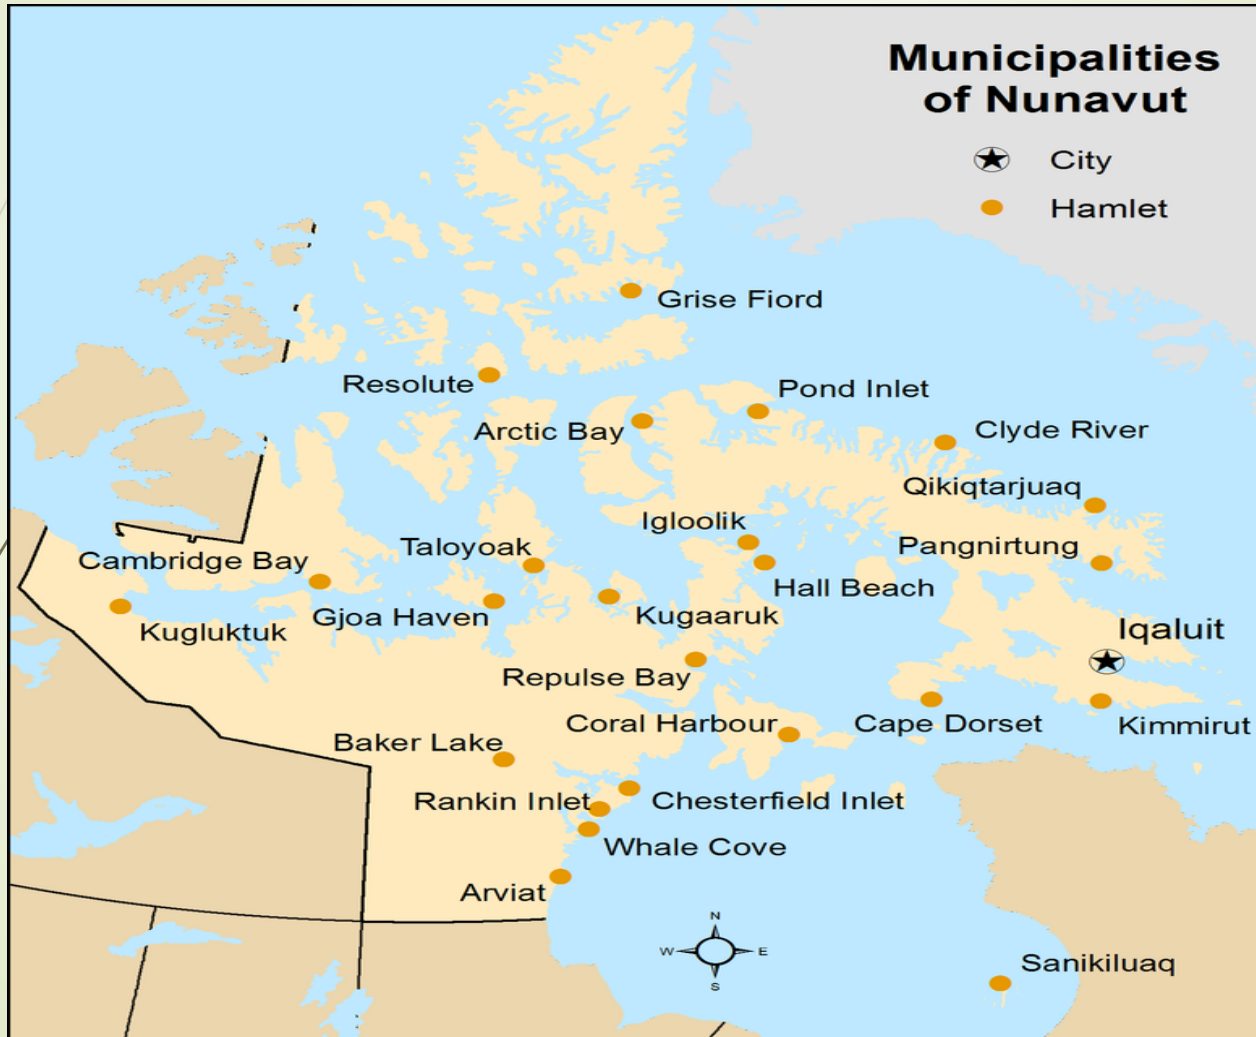 Municipalities
of Nunavut
City
Hamlet
Grise Fiord
Resolute
Pond Inlet
Arctic Bay
Clyde River
Qikiqtarjuaq
Igloolik
Taloyoak
Pangnirtung
Cambridge Bay
Hall Beach
Gjoa Haven
Kugaaruk
Kugluktuk
Iqaluit
Repulse Bay
Coral Harbour
Cape Dorset
Kimmirut
Baker Lake
Rankin Inlet
Chesterfield Inlet
Whale Cove
Arviat
N
W
E
S
Sanikiluaq